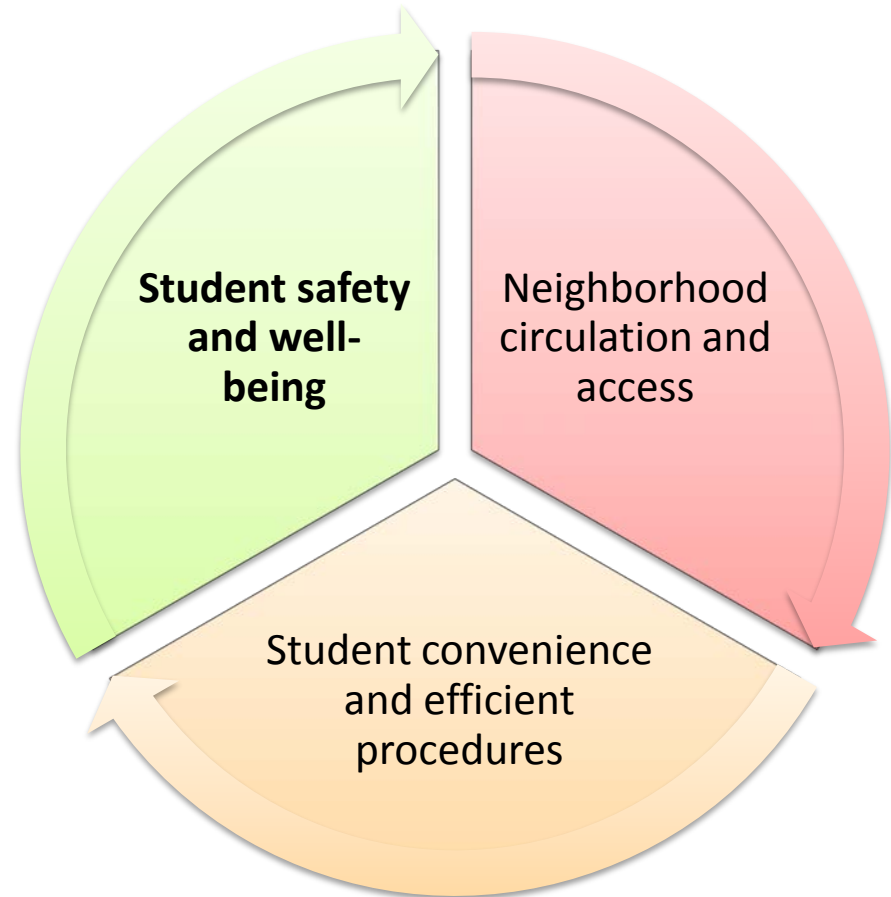 Student safety
and well-
being
Neighborhood
circulation and
access
Student convenience
and efficient
procedures